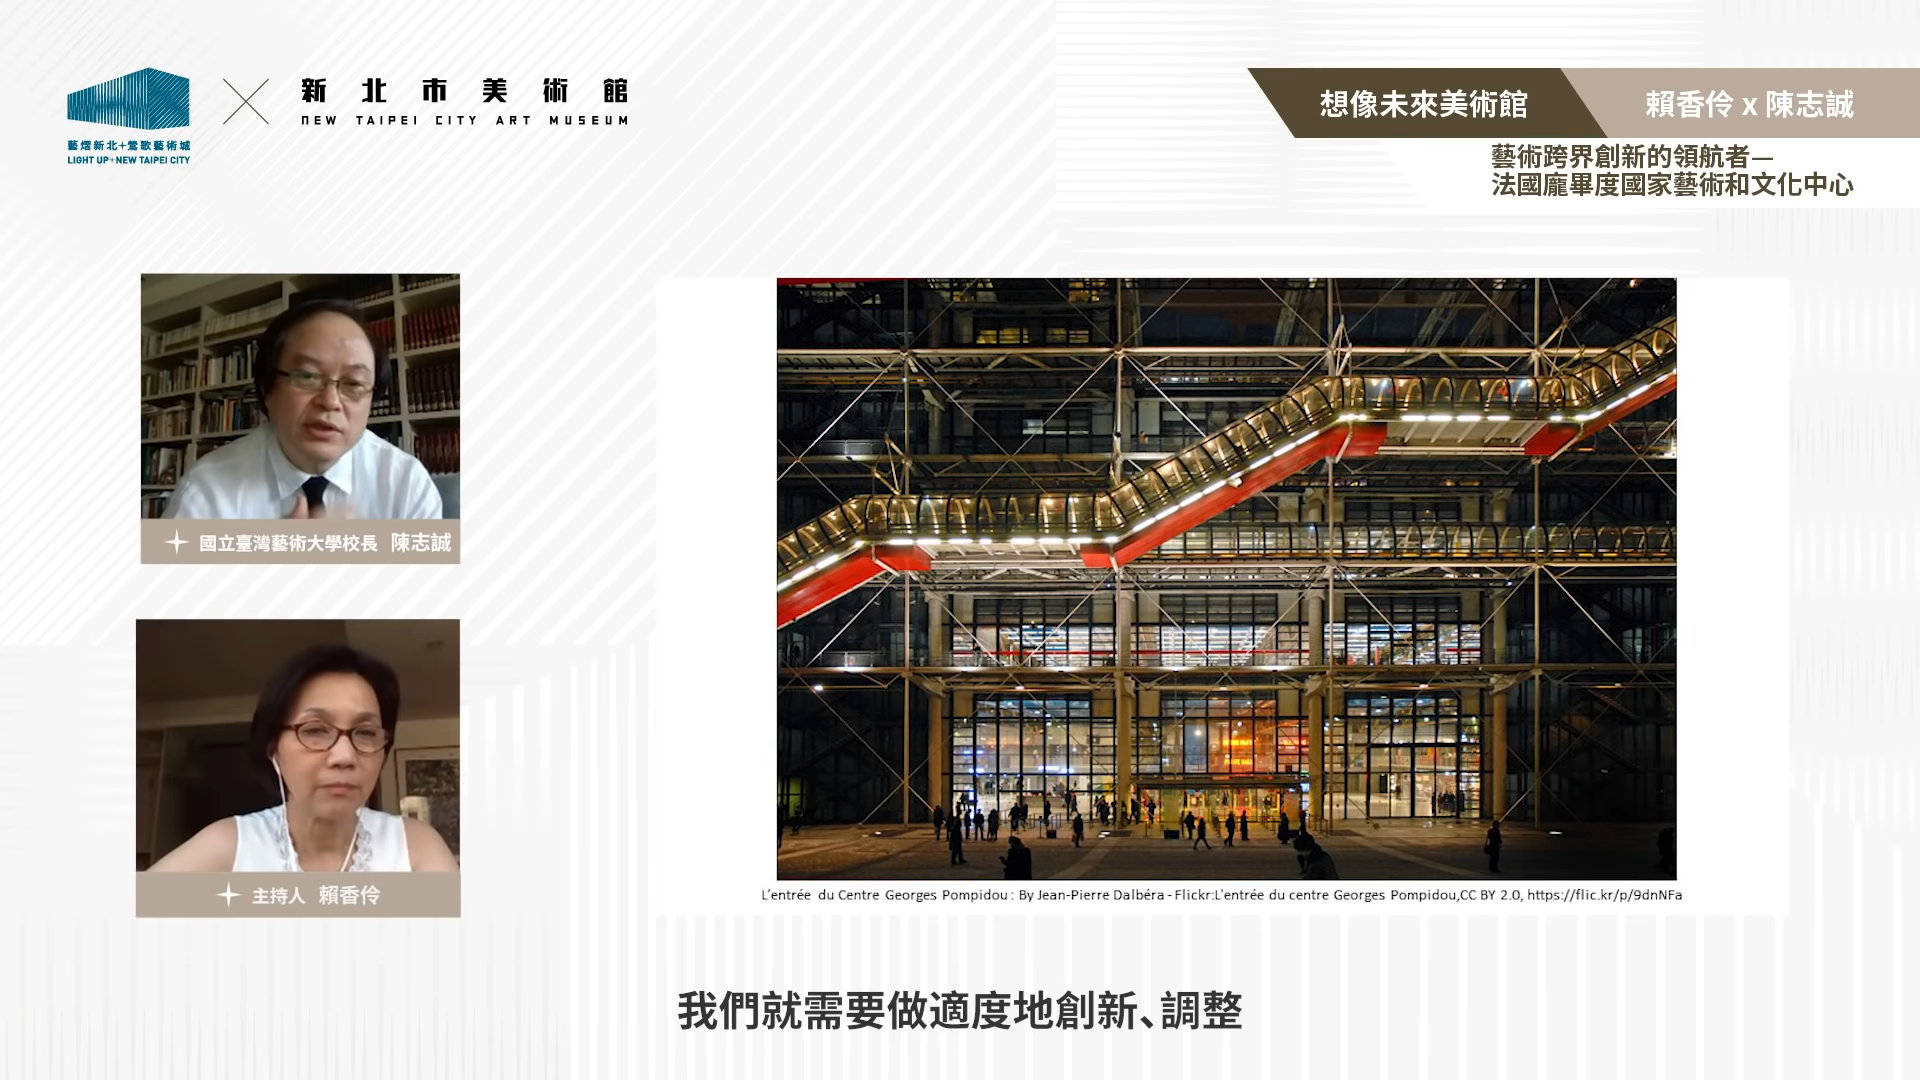 藝熠新北+鶯歌藝術城
LIGHT UP+NEW TAIPEI CITY
新北市美術館
NEW TAIPEI CITY ART MUSEUM
想像未來美術館
賴香伶 x 陳志誠
藝術跨界創新的領航者—
法國龐畢度國家藝術和文化中心
國立臺灣藝術大學校長 陳志誠
主持人 賴香伶
L'entrée du Centre Georges Pompidou : By Jean-Pierre Dalbéra - Flickr:L'entrée du centre Georges Pompidou,CC BY 2.0, https://flic.kr/p/9dnNFa
我們就需要做適度地創新、調整